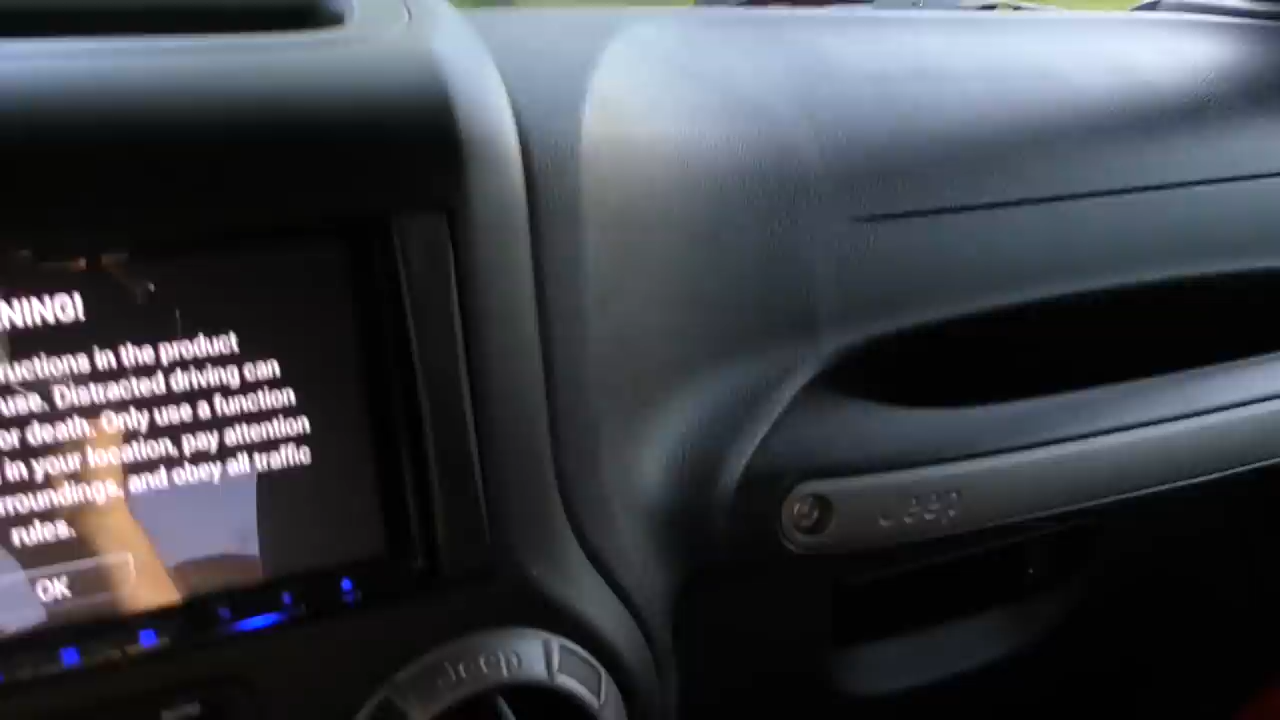 NING!
uctions in the product
use. Distracted driving can
or death. Only use a function
in your location, pay attention
rroundings, and obey all traffic
rules.
OK
Jeep
Jeep